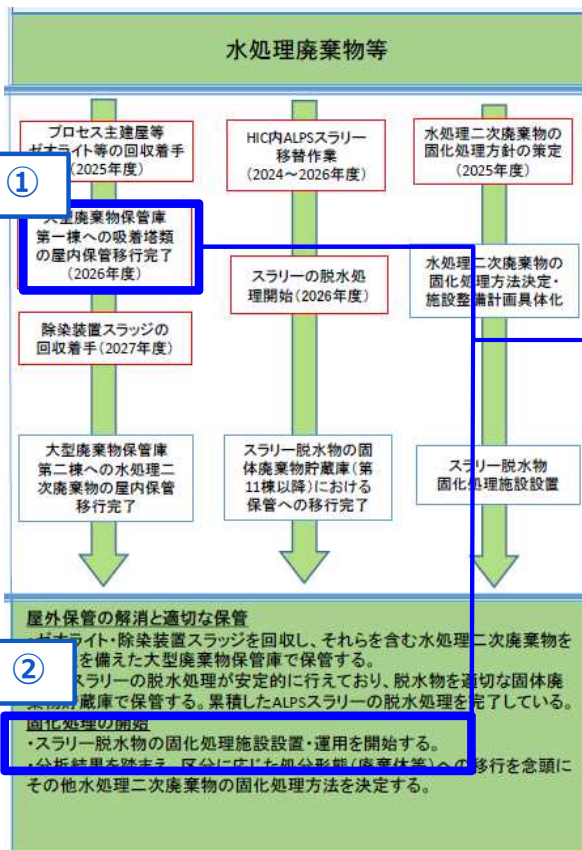 水処理廃棄物等
プロセス主建屋等
ゼオライト等の回収着手
(2025年度)
①
大型廃棄物保管庫
第一棟への吸着塔類
の屋内保管移行完了
(2026年度)
除染装置スラッジの
回収着手(2027年度)
大型廃棄物保管庫
第二棟への水処理二
次廃棄物の屋内保管
移行完了
HIC内ALPSスラリー
移替作業
(2024～2026年度)
スラリーの脱水処
理開始(2026年度)
スラリー脱水物の固
体廃棄物貯蔵庫(第
11棟以降)における
保管への移行完了
水処理二次廃棄物の
固化処理方針の策定
(2025年度)
水処理二次廃棄物の
固化処理方法決定・
施設整備計画具体化
スラリー脱水物
固化処理施設設置
屋外保管の解消と適切な保管
・ゼオライト・除染装置スラッジを回収し、それらを含む水処理二次廃棄物を
を備えた大型廃棄物保管庫で保管する。
②
スラリーの脱水処理が安定的に行えており、脱水物を適切な固体廃
棄物貯蔵庫で保管する。累積したALPSスラリーの脱水処理を完了している。
固化処理の開始
・スラリー脱水物の固化処理施設設置・運用を開始する。
・分析結果を踏まえ、区分に応じた処分形態(廃棄体等)への移行を念頭に
その他水処理二次廃棄物の固化処理方法を決定する。